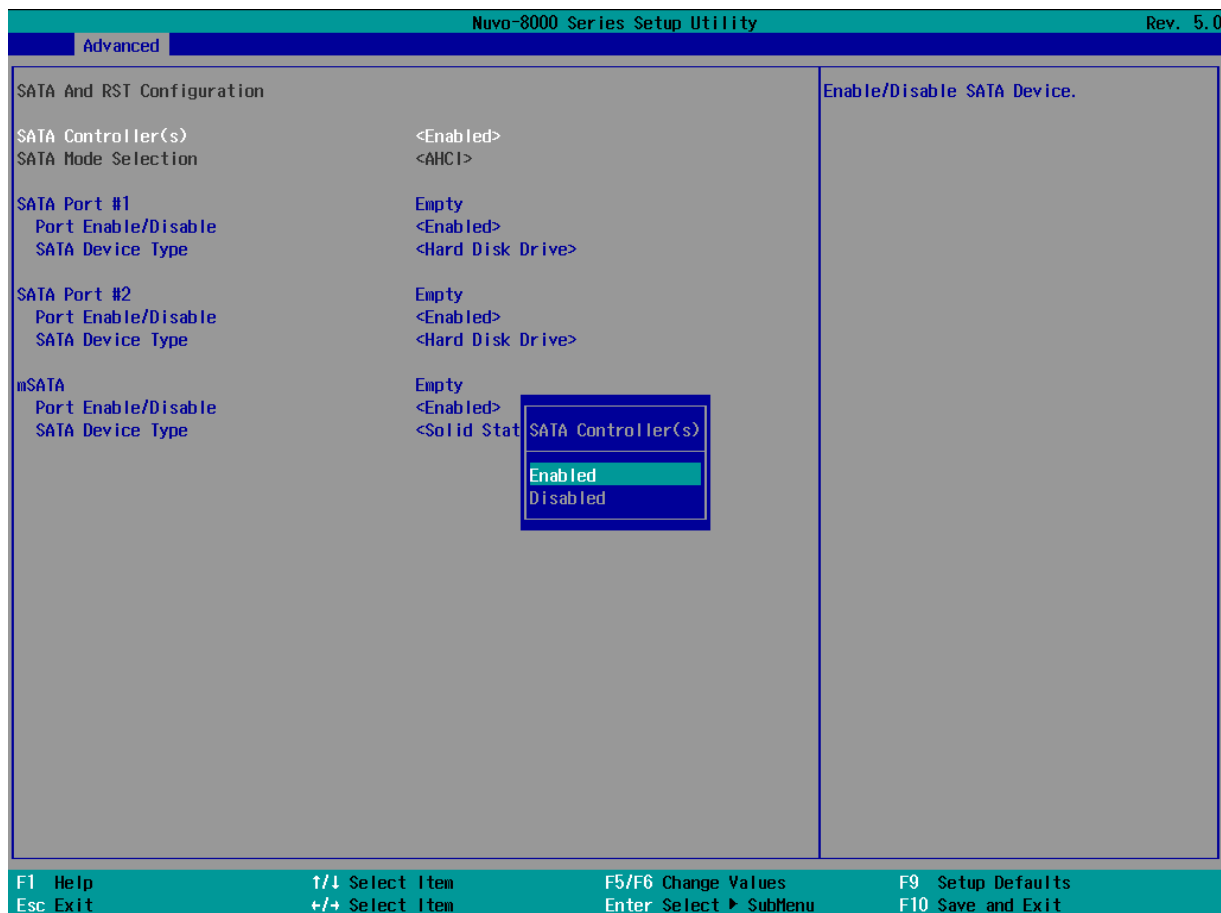 Nuvo-8000 Series Setup Utility Rev. 5.0
Advanced
SATA And RST Configuration
Enable/Disable SATA Device.
SATA Controller(s) <Enabled>
SATA Mode Selection <AHCI>
SATA Port #1 Empty
Port Enable/Disable <Enabled>
SATA Device Type <Hard Disk Drive>
SATA Port #2 Empty
Port Enable/Disable <Enabled>
SATA Device Type <Hard Disk Drive>
mSATA Empty
Port Enable/Disable <Enabled>
SATA Device Type <Solid Stat
SATA Controller(s)
Enabled
Disabled
F1 Help ↑/↓ Select Item F5/F6 Change Values F9 Setup Defaults
Esc Exit ←/→ Select Item Enter Select ▶ SubMenu F10 Save and Exit